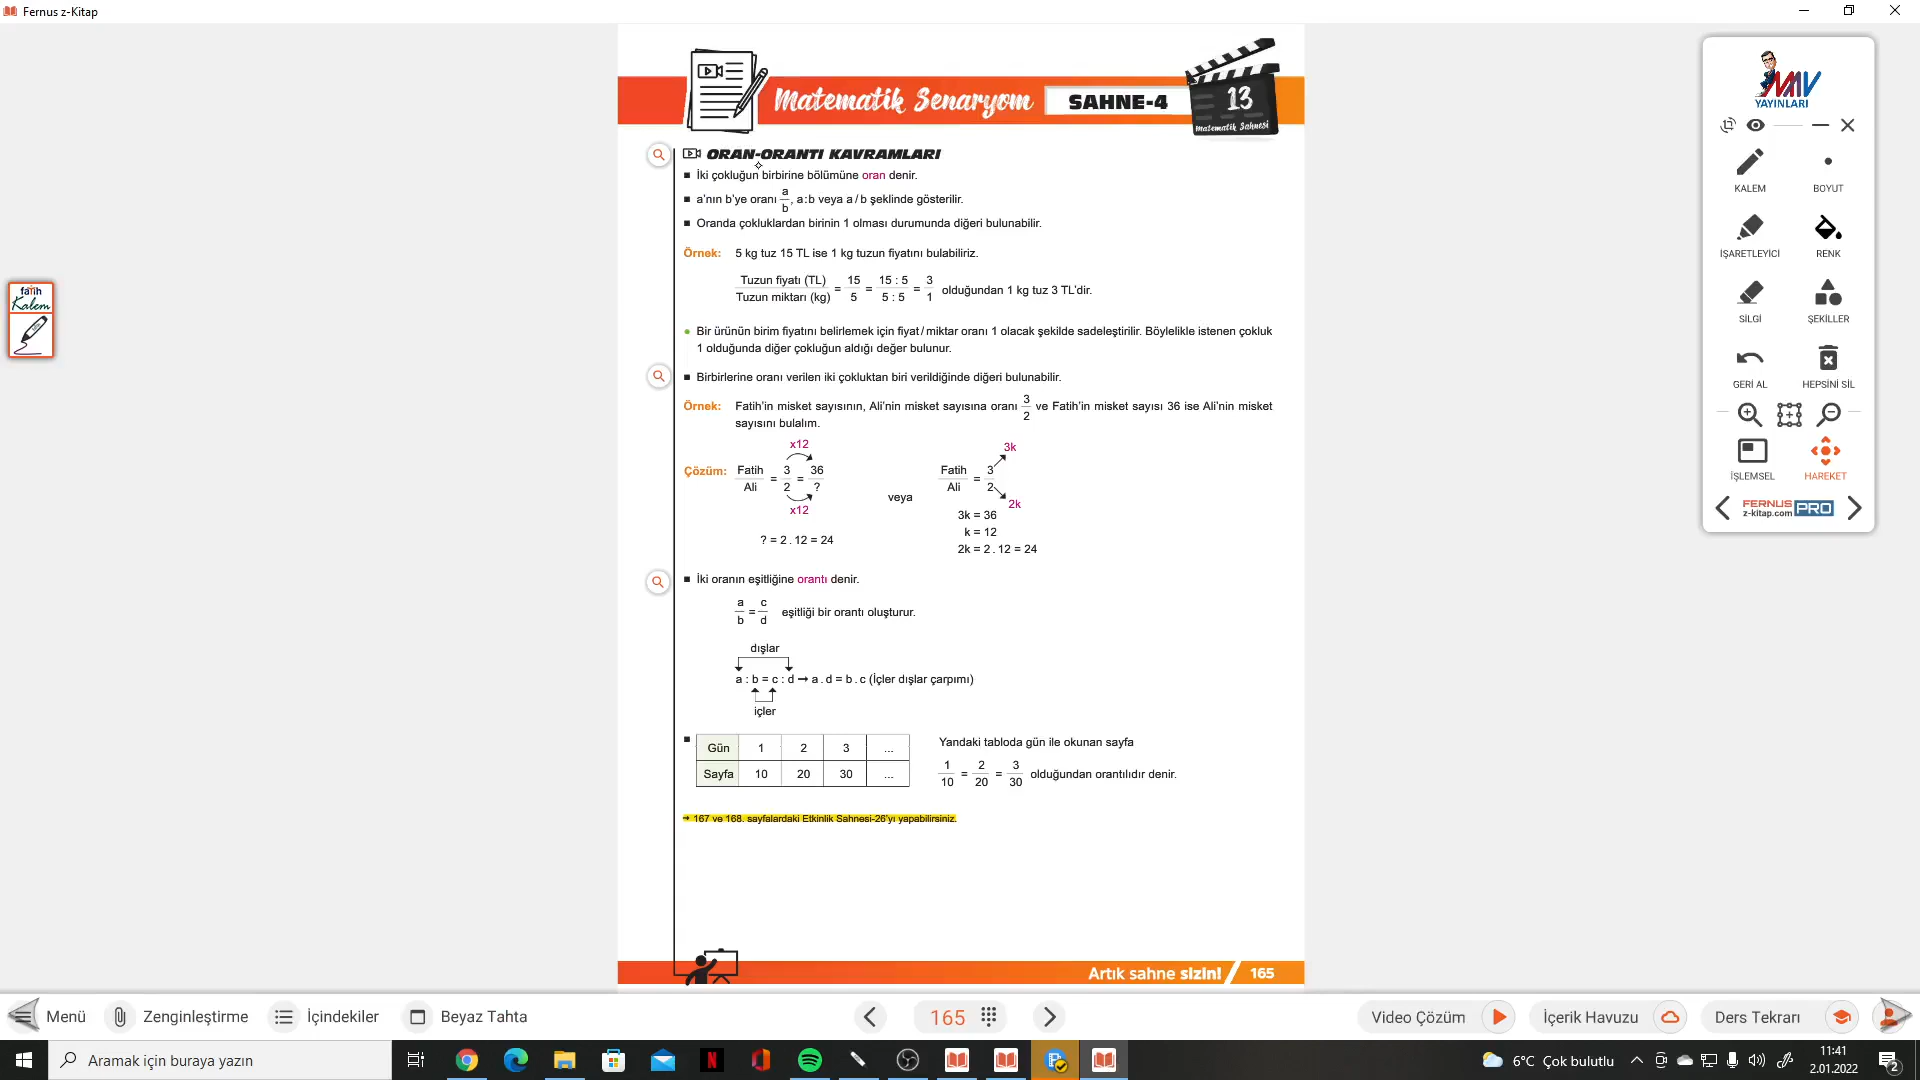 Fernus z-Kitap
Matematik Senaryom
SAHNE-4
13
Matematik Sahnesi
ORAN-ORANTI KAVRAMLARI
İki çokluğun birbirine bölümüne oran denir.
a'nın b'ye oranı a/b, a:b veya a/b şeklinde gösterilir.
Oranda çokluklardan birinin 1 olması durumunda diğeri bulunabilir.
Örnek: 5 kg tuz 15 TL ise 1 kg tuzun fiyatını bulabiliriz.
Tuzun fiyatı (TL) / Tuzun miktarı (kg) = 15/5 = 15 : 5 / 5 : 5 = 3/1 olduğundan 1 kg tuz 3 TL'dir.
Bir ürünün birim fiyatını belirlemek için fiyat/miktar oranı 1 olacak şekilde sadeleştirilir. Böylelikle istenen çokluk
1 olduğunda diğer çokluğun aldığı değer bulunur.
Birbirlerine oranı verilen iki çokluktan biri verildiğinde diğeri bulunabilir.
Örnek: Fatih'in misket sayısının, Ali'nin misket sayısına oranı 3/2 ve Fatih'in misket sayısı 36 ise Ali'nin misket
sayısını bulalım.
x12
Çözüm: Fatih/Ali = 3/2 = 36/?
x12
? = 2 . 12 = 24
veya
3k
Fatih/Ali = 3/2
2k
3k = 36
k = 12
2k = 2 . 12 = 24
İki oranın eşitliğine orantı denir.
a/b = c/d eşitliği bir orantı oluşturur.
dışlar
a : b = c : d → a . d = b . c (İçler dışlar çarpımı)
içler
Gün 1 2 3 ...
Sayfa 10 20 30 ...
Yandaki tabloda gün ile okunan sayfa
1/10 = 2/20 = 3/30 olduğundan orantılıdır denir.
→ 167 ve 168. sayfalardaki Etkinlik Sahnesi-26'yı yapabilirsiniz.
Artık sahne sizin! 165
fatih
Kalem
MAV
YAYINLARI
KALEM BOYUT
İŞARETLEYİCİ RENK
SİLGİ ŞEKİLLER
GERİ AL HEPSİNİ SİL
İŞLEMSEL HAREKET
FERNUS
z-kitap.com PRO
Menü Zenginleştirme İçindekiler Beyaz Tahta 165 Video Çözüm İçerik Havuzu Ders Tekrarı
Aramak için buraya yazın
6°C Çok bulutlu
11:41
2.01.2022
2